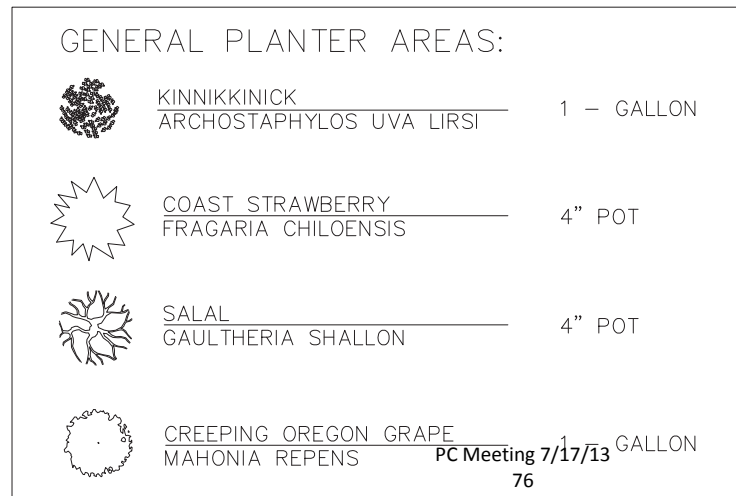 GENERAL PLANTER AREAS:
KINNIKKINICK
ARCHOSTAPHYLOS UVA LIRSI
1 - GALLON
COAST STRAWBERRY
FRAGARIA CHILOENSIS
4" POT
SALAL
GAULTHERIA SHALLON
4" POT
CREEPING OREGON GRAPE
MAHONIA REPENS
1 - GALLON
PC Meeting 7/17/13
76